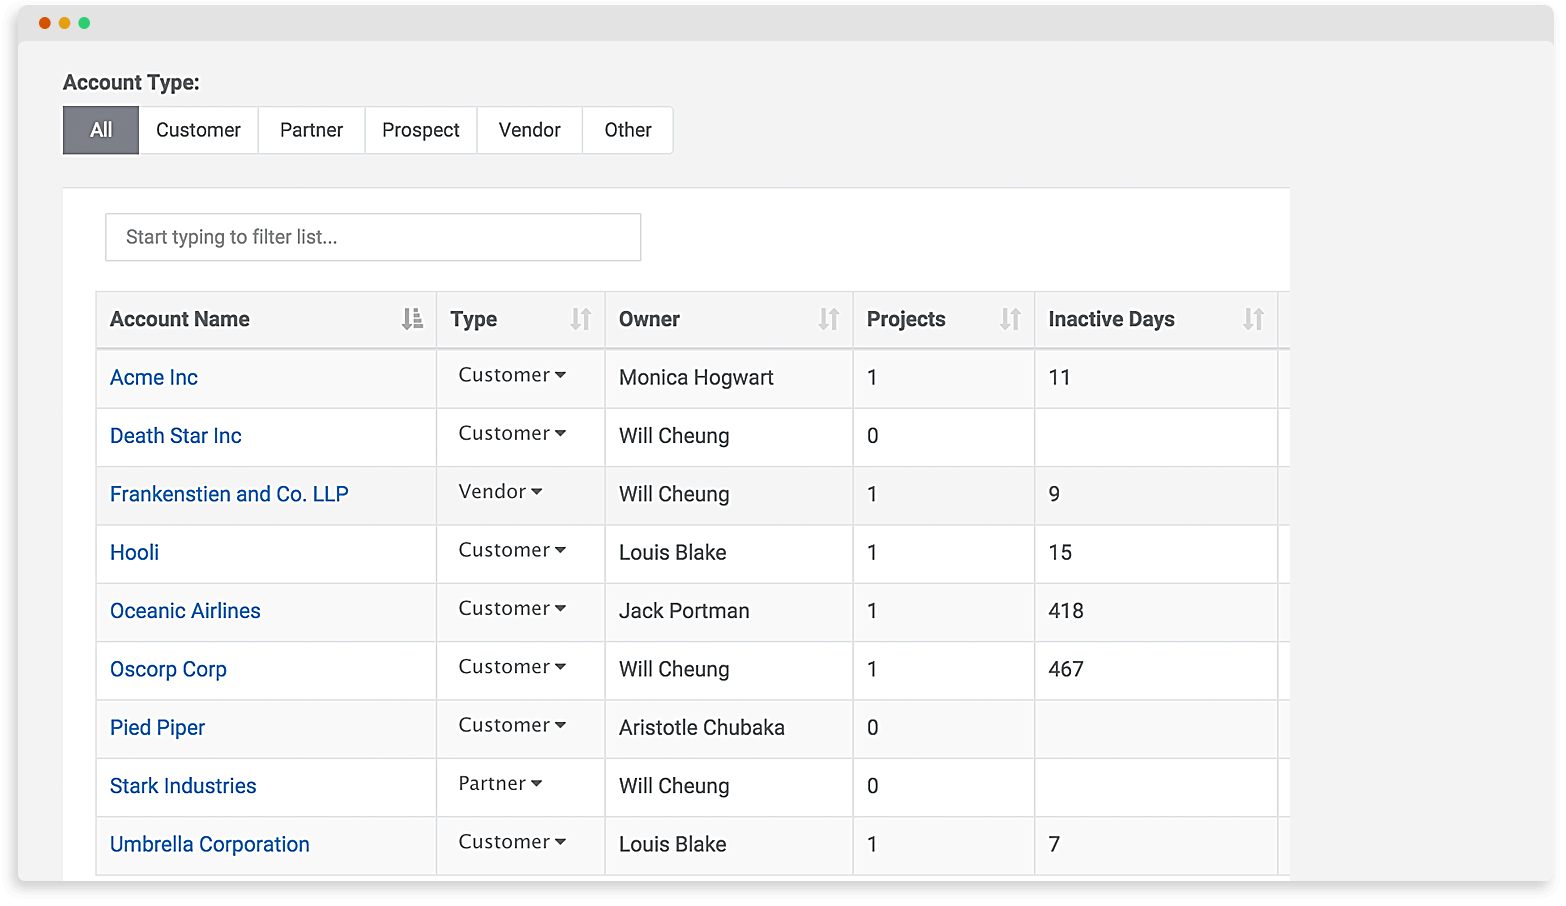 Account Type:
All Customer Partner Prospect Vendor Other
Start typing to filter list...
Account Name Type Owner Projects Inactive Days
Acme Inc Customer Monica Hogwart 1 11
Death Star Inc Customer Will Cheung 0
Frankenstien and Co. LLP Vendor Will Cheung 1 9
Hooli Customer Louis Blake 1 15
Oceanic Airlines Customer Jack Portman 1 418
Oscorp Corp Customer Will Cheung 1 467
Pied Piper Customer Aristotle Chubaka 0
Stark Industries Partner Will Cheung 0
Umbrella Corporation Customer Louis Blake 1 7